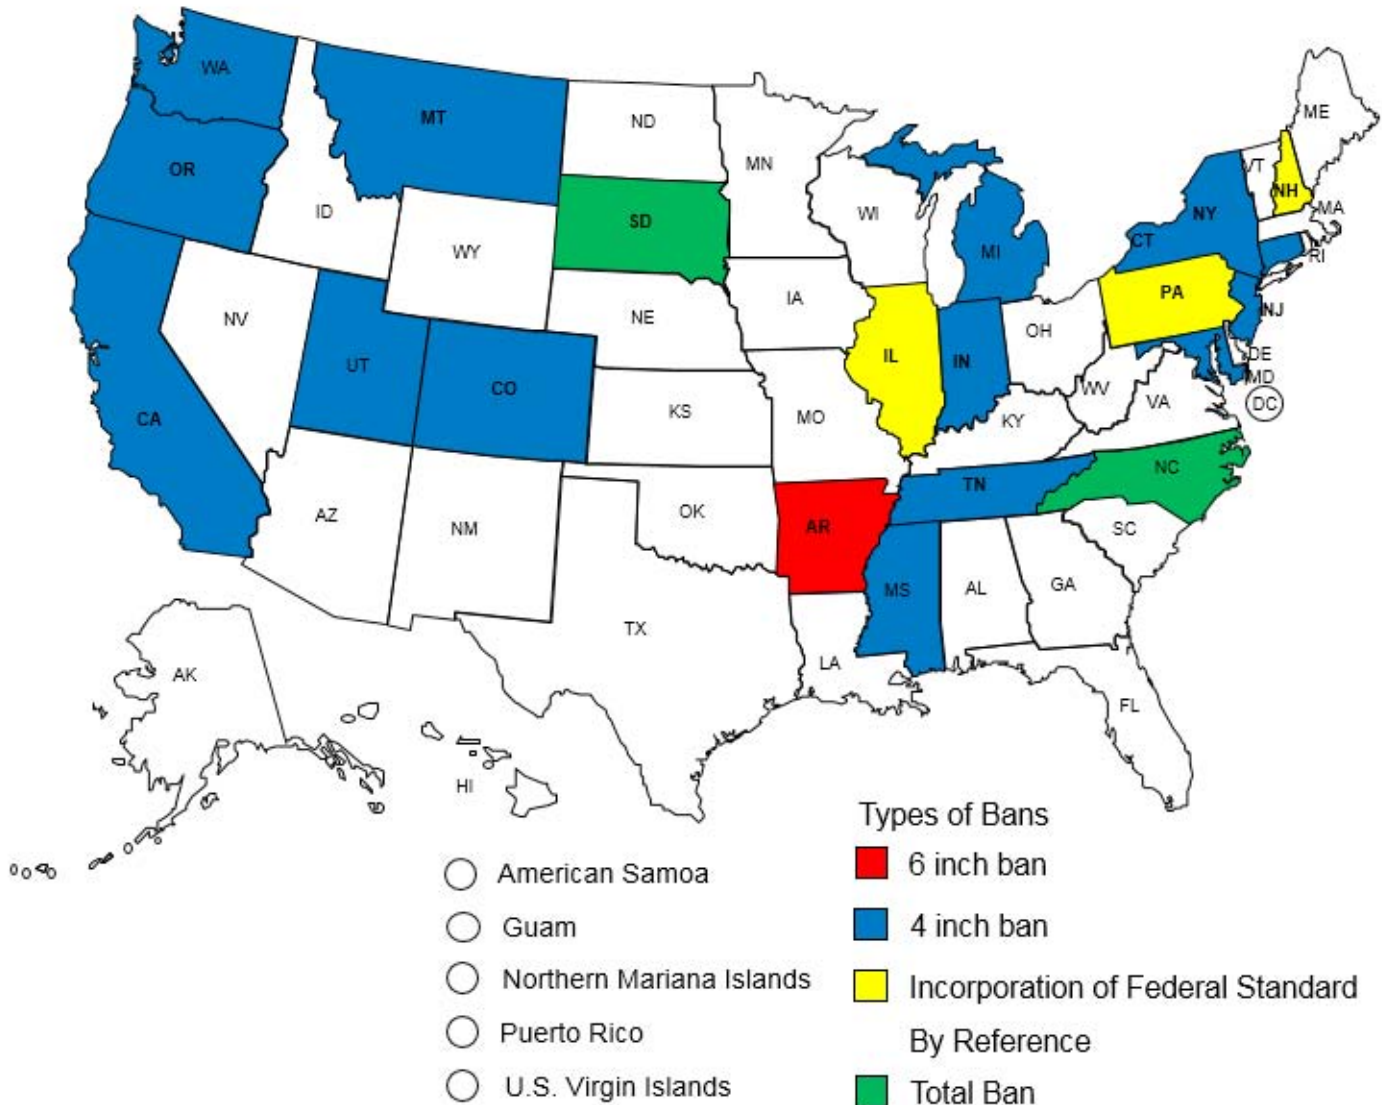 WA
MT
ND
ME
MN
VT
OR
NH
ID
SD
WI
NY
MA
CT
WY
MI
RI
PA
IA
NV
NE
OH
NJ
UT
IL
IN
DE
CO
MD
WV
VA
DC
CA
KS
MO
KY
NC
TN
AZ
NM
OK
AR
SC
MS
AL
GA
TX
LA
AK
FL
HI
Types of Bans
6 inch ban
4 inch ban
Incorporation of Federal Standard
By Reference
Total Ban
American Samoa
Guam
Northern Mariana Islands
Puerto Rico
U.S. Virgin Islands